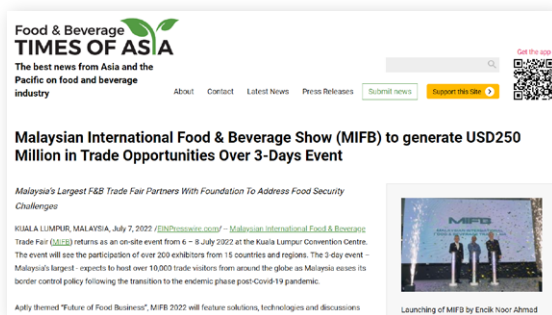 Food & Beverage
TIMES OF ASIA
The best news from Asia and the
Pacific on food and beverage
industry
Get the app
About Contact Latest News Press Releases Submit news Support this Site
Malaysian International Food & Beverage Show (MIFB) to generate USD250
Million in Trade Opportunities Over 3-Days Event
Malaysia's Largest F&B Trade Fair Partners With Foundation To Address Food Security
Challenges
KUALA LUMPUR, MALAYSIA, July 7, 2022 /EINPresswire.com/ -- Malaysian International Food & Beverage
Trade Fair (MIFB) returns as an on-site event from 6 – 8 July 2022 at the Kuala Lumpur Convention Centre.
The event will see the participation of over 200 exhibitors from 15 countries and regions. The 3-day event –
Malaysia's largest - expects to host over 10,000 trade visitors from around the globe as Malaysia eases its
border control policy following the transition to the endemic phase post-Covid-19 pandemic.
Aptly themed "Future of Food Business", MIFB 2022 will feature solutions, technologies and discussions
MIFB
Launching of MIFB by Encik Noor Ahmad